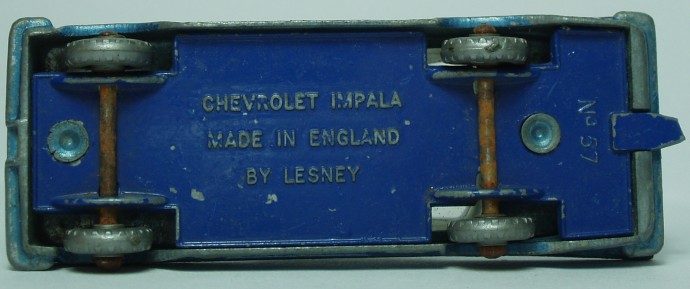 CHEVROLET IMPALA
MADE IN ENGLAND
BY LESNEY
No 57